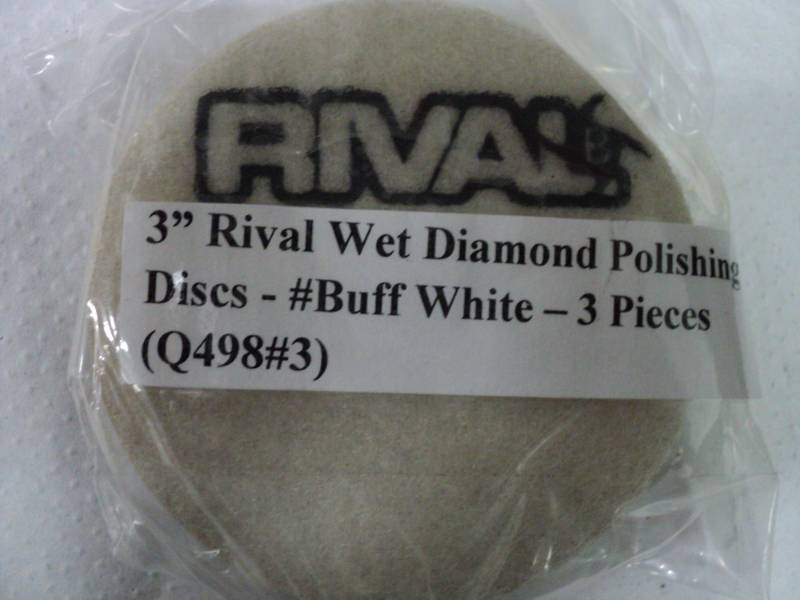 RIVAL
3” Rival Wet Diamond Polishing
Discs - #Buff White – 3 Pieces
(Q498#3)